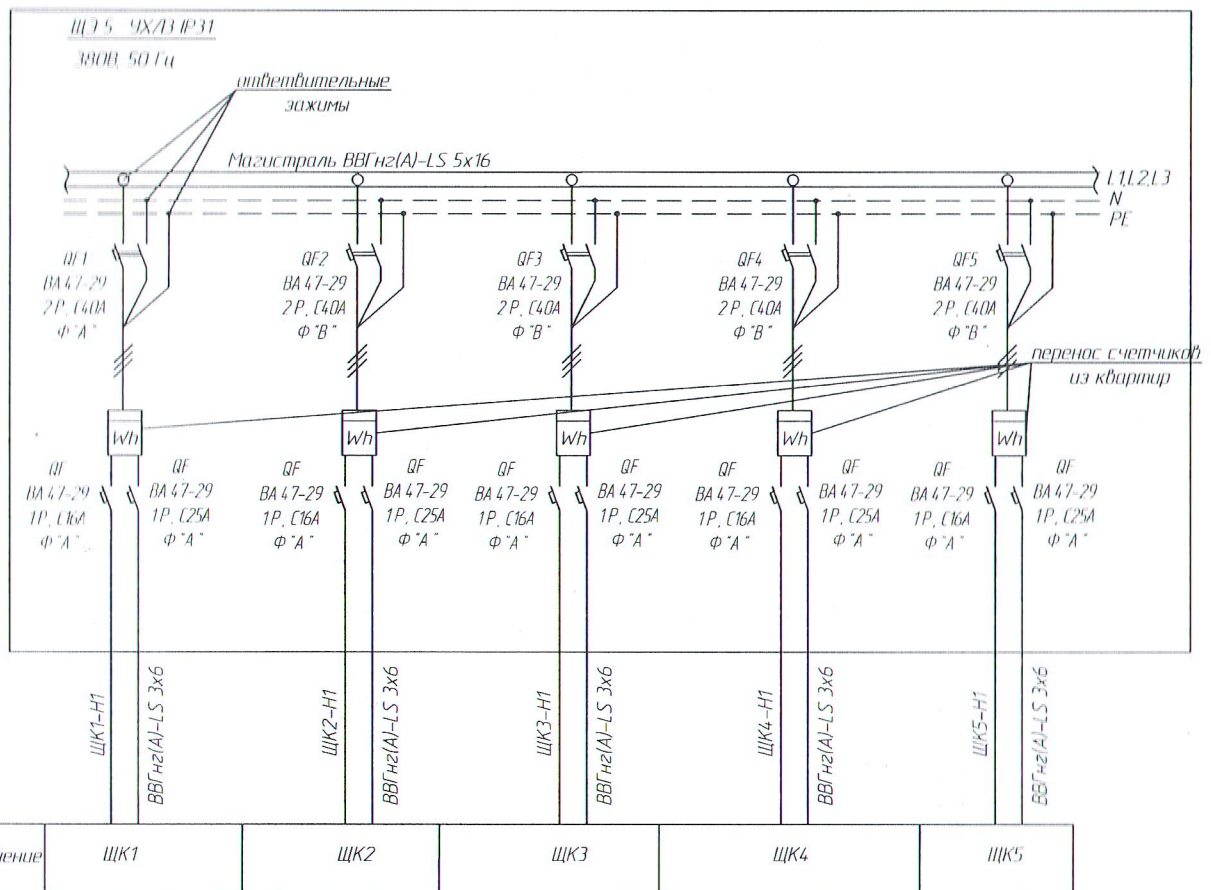 ЩЭ 5 УХЛ3 IP31
380В, 50 Гц
ответвительные
зажимы
Магистраль ВВГнг(А)-LS 5х16
L1,L2,L3
N
PE
QF1
ВА 47-29
2Р, С40А
Ф "А"
QF2
ВА 47-29
2Р, С40А
Ф "В"
QF3
ВА 47-29
2Р, С40А
Ф "В"
QF4
ВА 47-29
2Р, С40А
Ф "В"
QF5
ВА 47-29
2Р, С40А
Ф "В"
перенос счетчиков
из квартир
Wh
Wh
Wh
Wh
Wh
QF
ВА 47-29
1Р, С16А
Ф "А"
QF
ВА 47-29
1Р, С25А
Ф "А"
QF
ВА 47-29
1Р, С16А
Ф "А"
QF
ВА 47-29
1Р, С25А
Ф "А"
QF
ВА 47-29
1Р, С16А
Ф "А"
QF
ВА 47-29
1Р, С25А
Ф "А"
QF
ВА 47-29
1Р, С16А
Ф "А"
QF
ВА 47-29
1Р, С25А
Ф "А"
QF
ВА 47-29
1Р, С16А
Ф "А"
QF
ВА 47-29
1Р, С25А
Ф "А"
ЩК1-Н1
ВВГнг(А)-LS 3х6
ЩК2-Н1
ВВГнг(А)-LS 3х6
ЩК3-Н1
ВВГнг(А)-LS 3х6
ЩК4-Н1
ВВГнг(А)-LS 3х6
ЩК5-Н1
ВВГнг(А)-LS 3х6
ЩК1
ЩК2
ЩК3
ЩК4
ЩК5